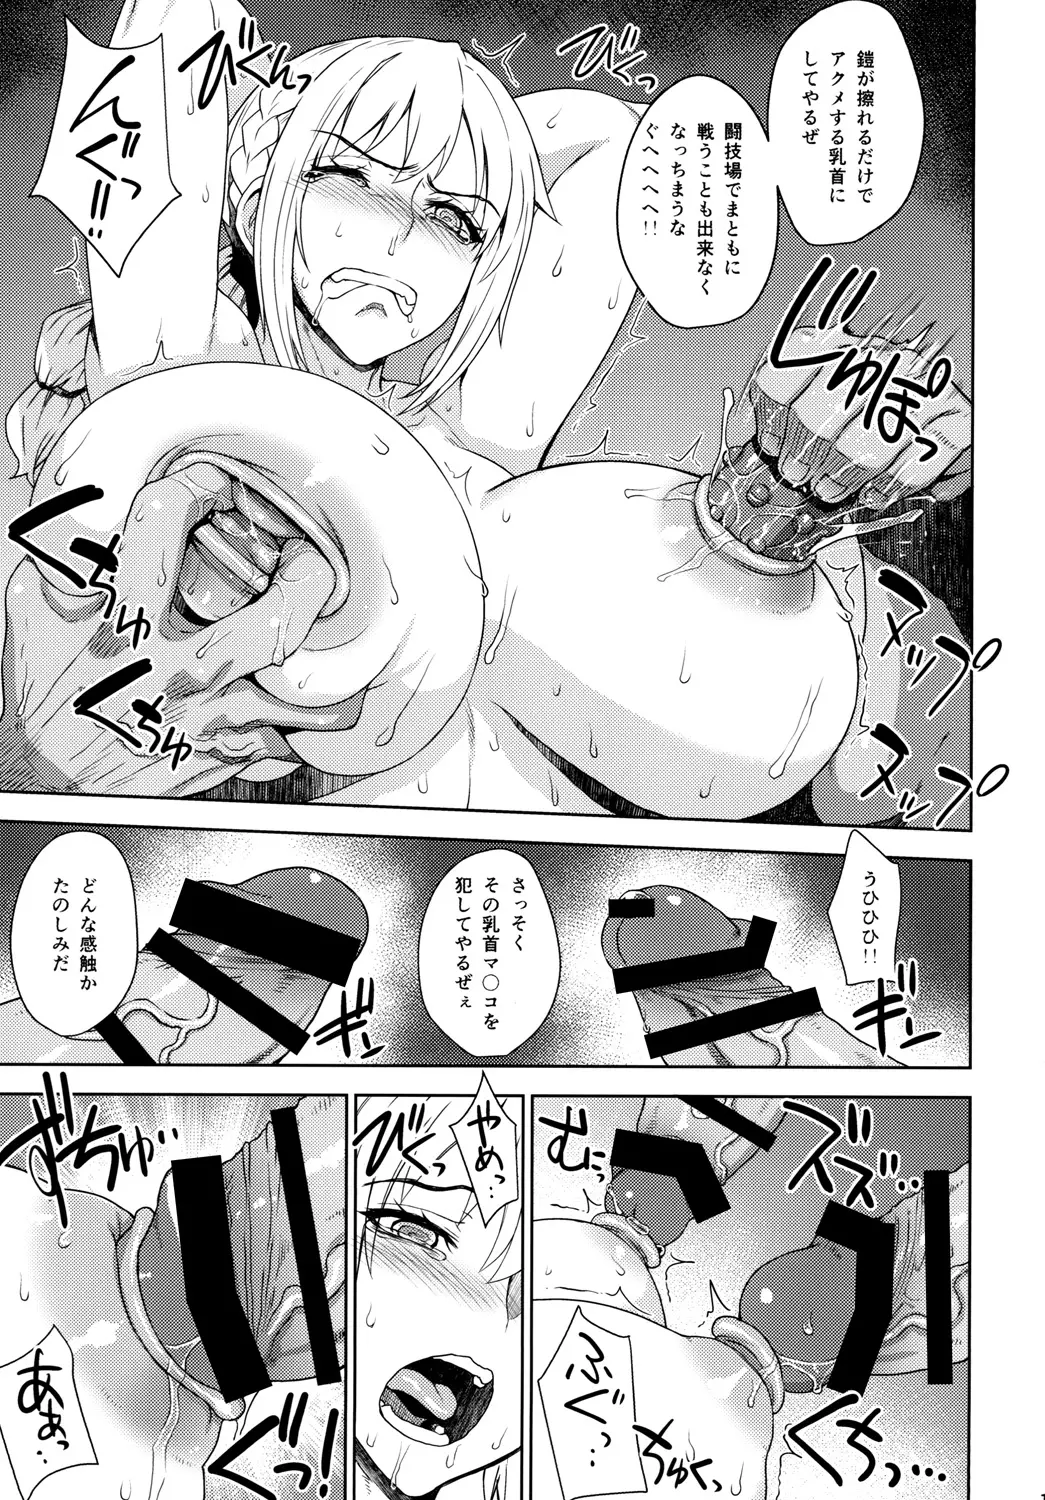 鎧が擦れるだけで
アクメする乳首に
してやるぜ
闘技場でまともに
戦うことも出来なく
なっちまうな
ぐへへへへ!!
びくっ
びくんっ
んぐっ
じゅぽっ
ヌップ
ヌップ
くちゅ
くちゅ
うひひひ!!
ギン
さっそく
その乳首マ〇コを
犯してやるぜぇ
ギン
どんな感触か
たのしみだ
ズズ…
むにっ
ふぐっ…
ちゅく…
やめっ…
びくっ
ずちゅ
ぐっ!
あぁっ…